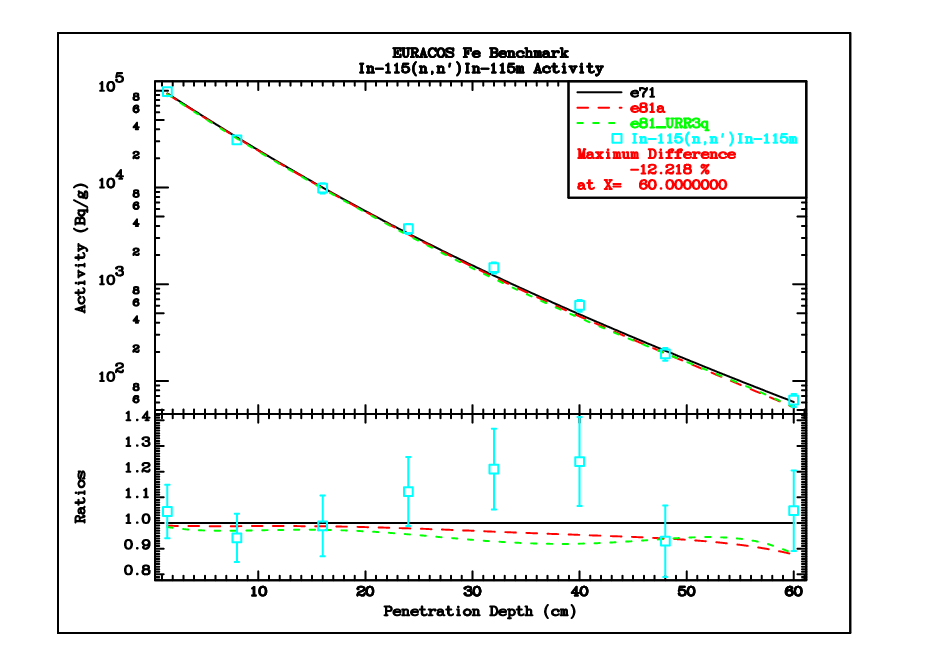 EURACOS Fe Benchmark
In-115(n,n')In-115m Activity
e71
e81a
e81_URR3q
In-115(n,n')In-115m
Maximum Difference
-12.218 %
at X= 60.0000000
Activity (Bq/g)
10^5
8
6
4
2
10^4
8
6
4
2
10^3
8
6
4
2
10^2
8
6
Ratios
1.4
1.3
1.2
1.1
1.0
0.9
0.8
10 20 30 40 50 60
Penetration Depth (cm)